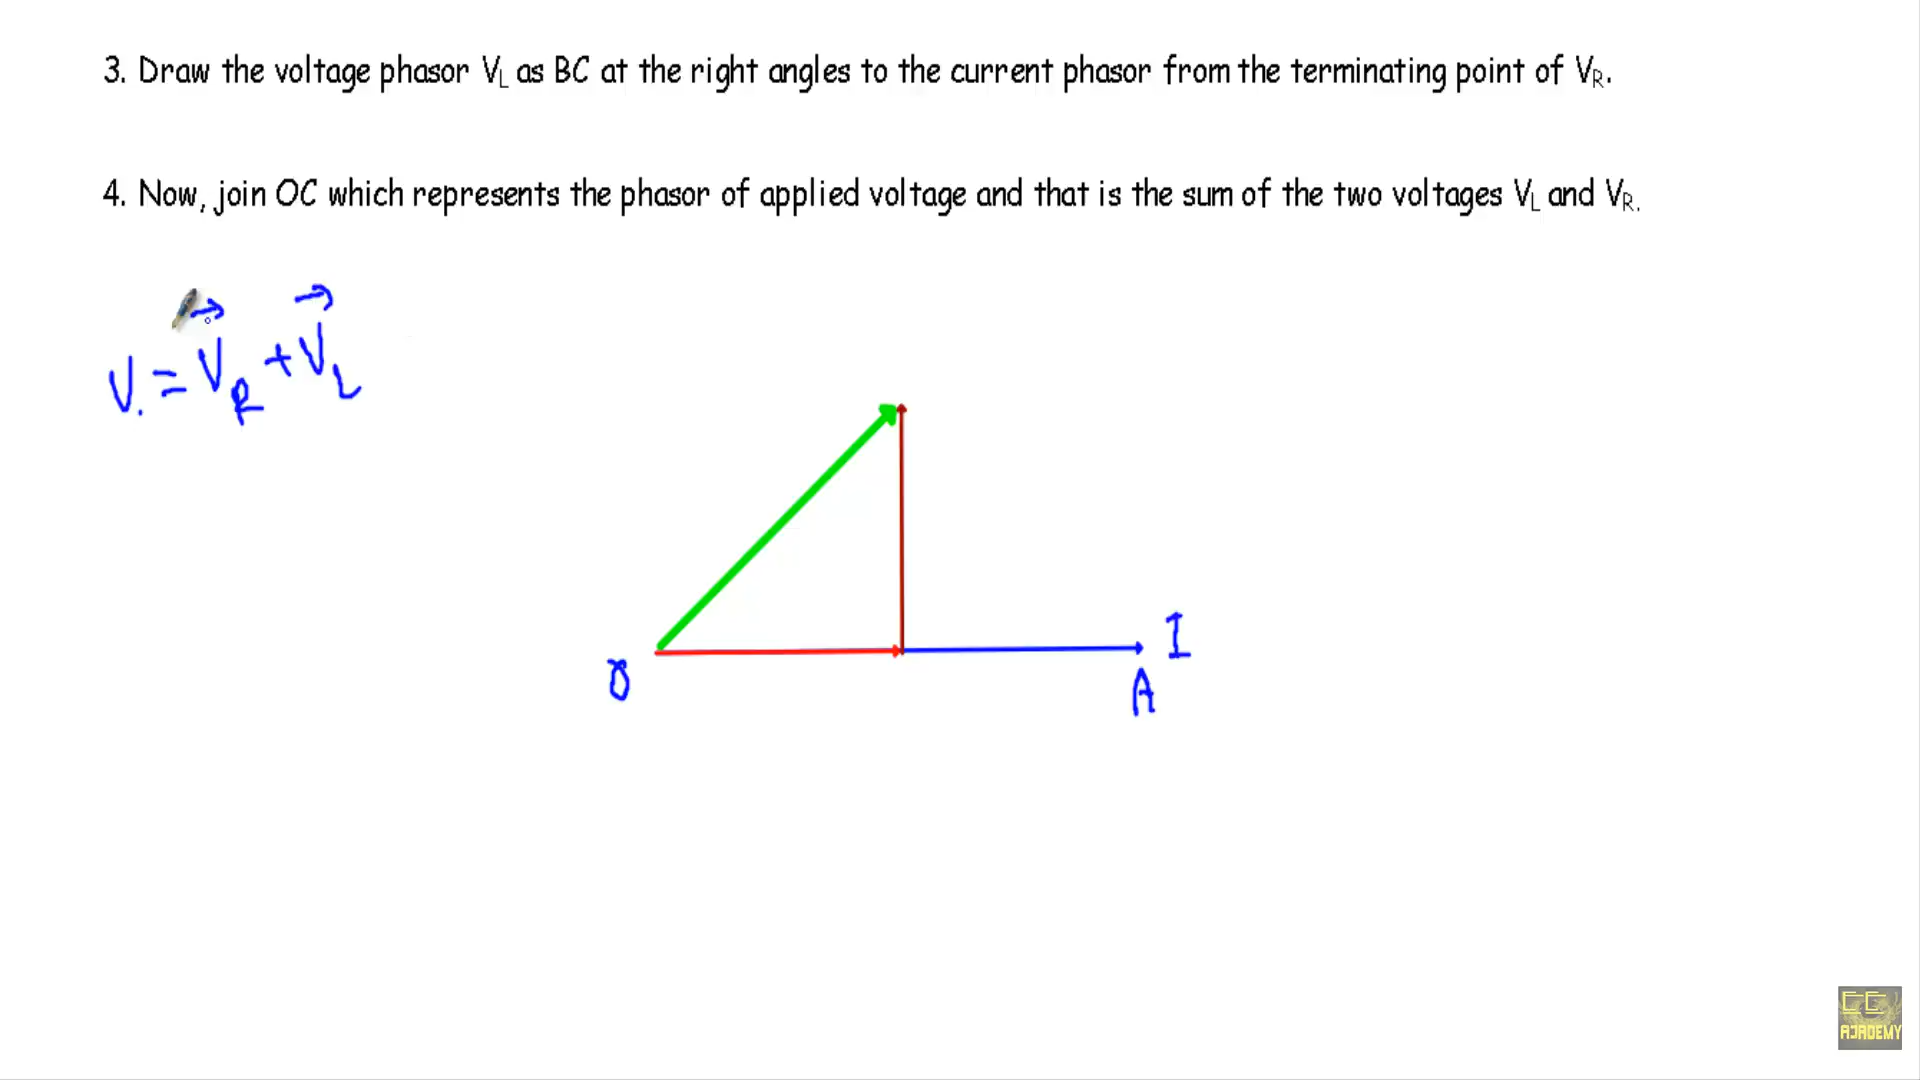 3. Draw the voltage phasor VL as BC at the right angles to the current phasor from the terminating point of VR.
4. Now, join OC which represents the phasor of applied voltage and that is the sum of the two voltages VL and VR.
V = VR + VL
I
O
A
EE
ACADEMY